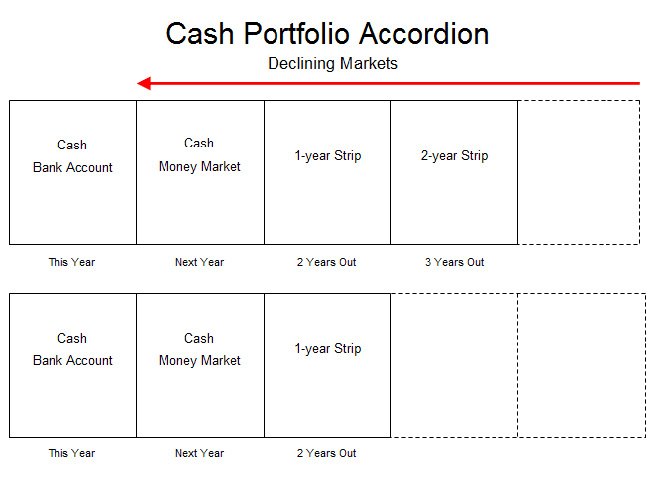 Cash Portfolio Accordion
Declining Markets
Cash
Bank Account
Cash
Money Market
1-year Strip
2-year Strip
This Year
Next Year
2 Years Out
3 Years Out
Cash
Bank Account
Cash
Money Market
1-year Strip
This Year
Next Year
2 Years Out